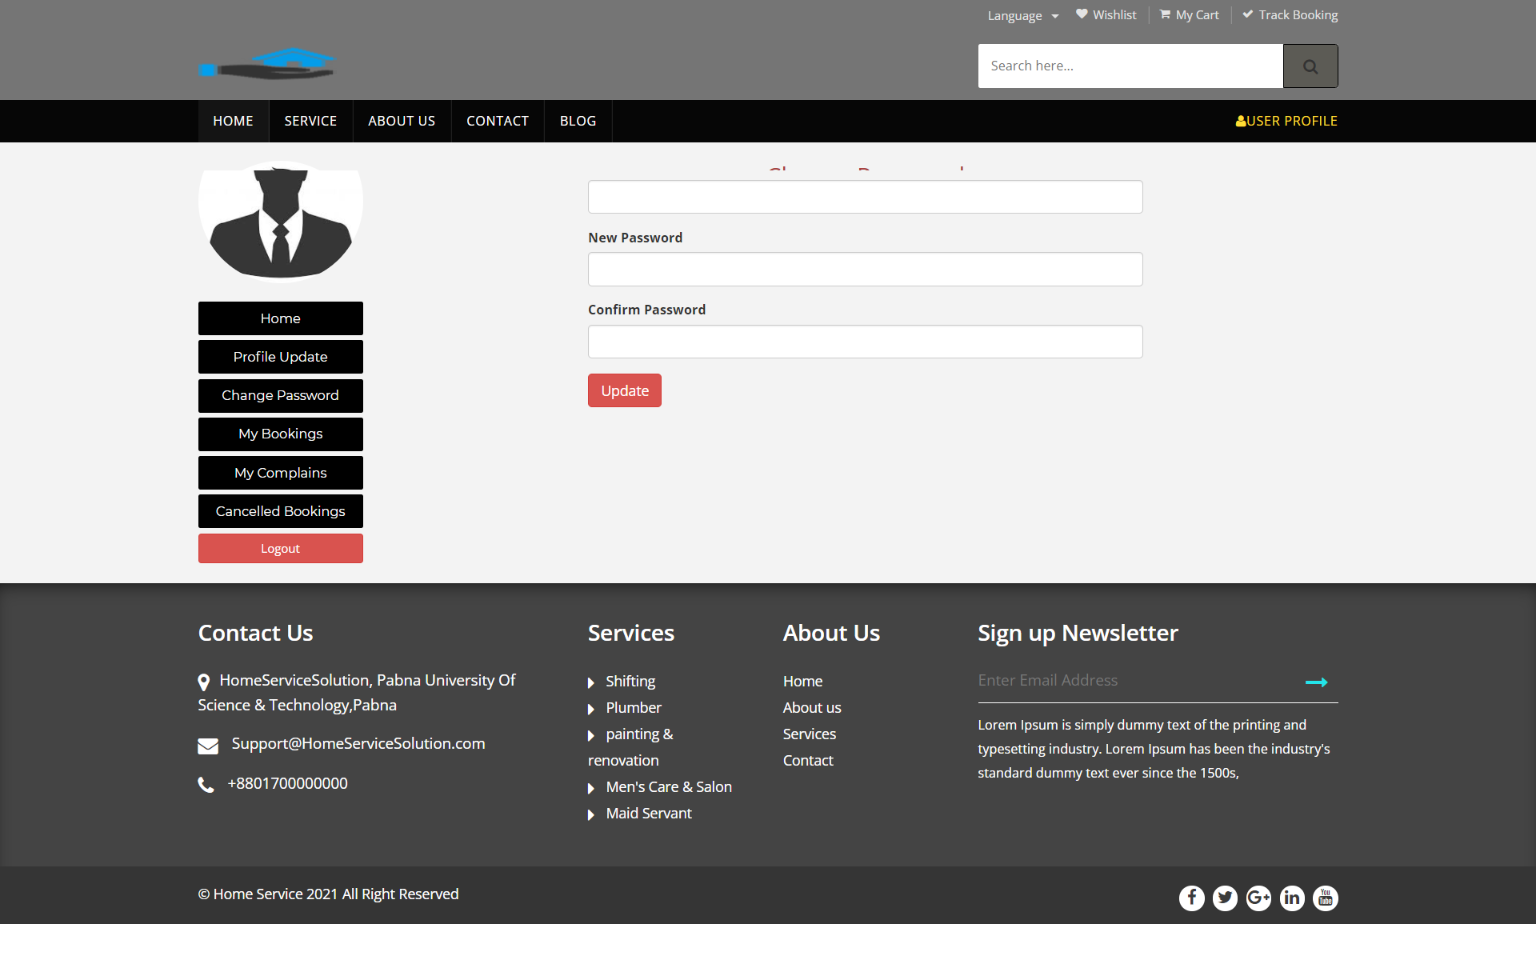 Language
Wishlist
My Cart
Track Booking
Search here...
HOME
SERVICE
ABOUT US
CONTACT
BLOG
USER PROFILE
New Password
Confirm Password
Update
Home
Profile Update
Change Password
My Bookings
My Complains
Cancelled Bookings
Logout
Contact Us
HomeServiceSolution, Pabna University Of
Science & Technology,Pabna
Support@HomeServiceSolution.com
+8801700000000
Services
Shifting
Plumber
painting &
renovation
Men's Care & Salon
Maid Servant
About Us
Home
About us
Services
Contact
Sign up Newsletter
Enter Email Address
Lorem Ipsum is simply dummy text of the printing and
typesetting industry. Lorem Ipsum has been the industry's
standard dummy text ever since the 1500s,
© Home Service 2021 All Right Reserved